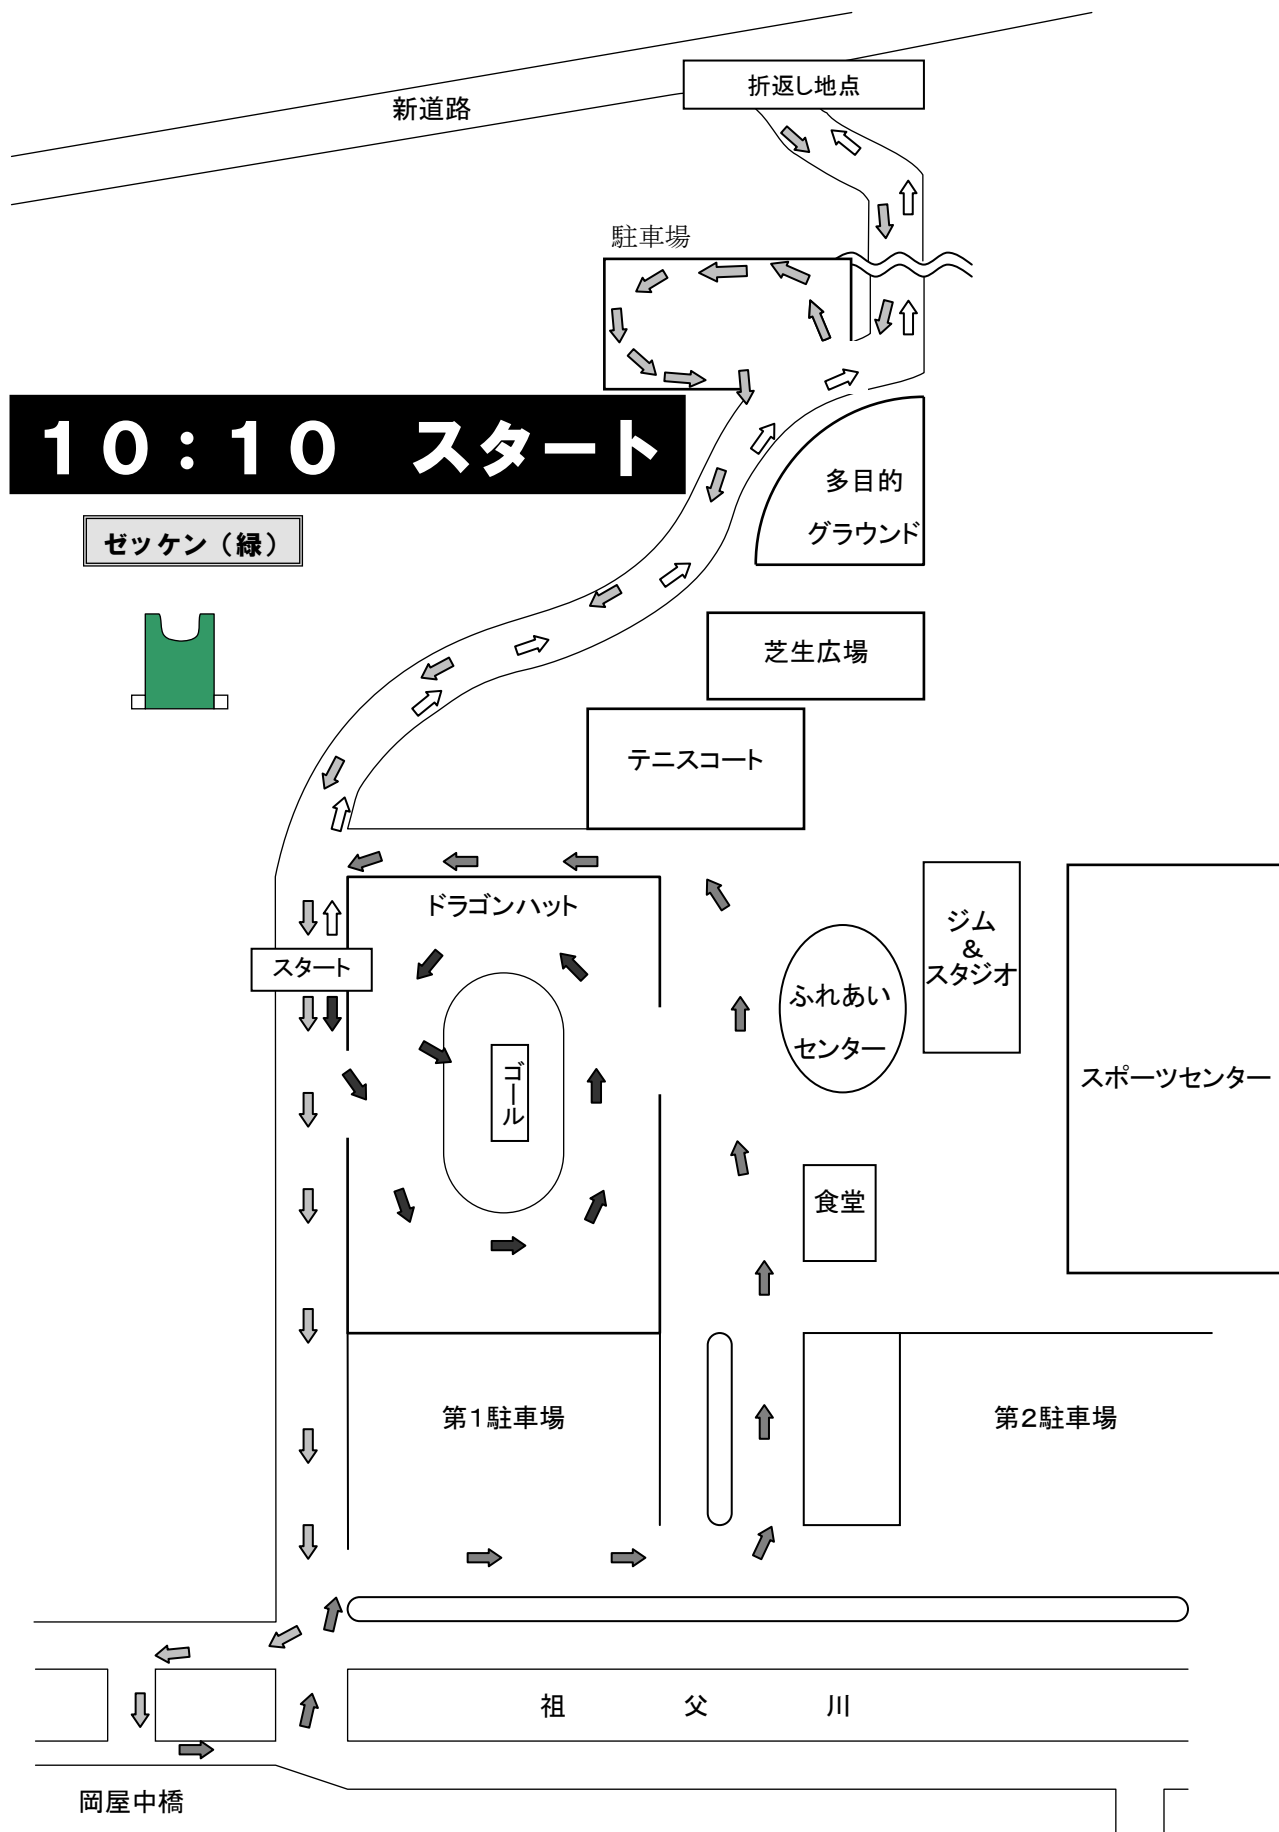 折返し地点
新道路
駐車場
１０：１０　スタート
多目的
グラウンド
ゼッケン（緑）
芝生広場
テニスコート
ドラゴンハット
ジム
＆
スタジオ
スタート
ふれあい
センター
ゴール
スポーツセンター
食堂
第１駐車場
第２駐車場
祖　父　川
岡屋中橋